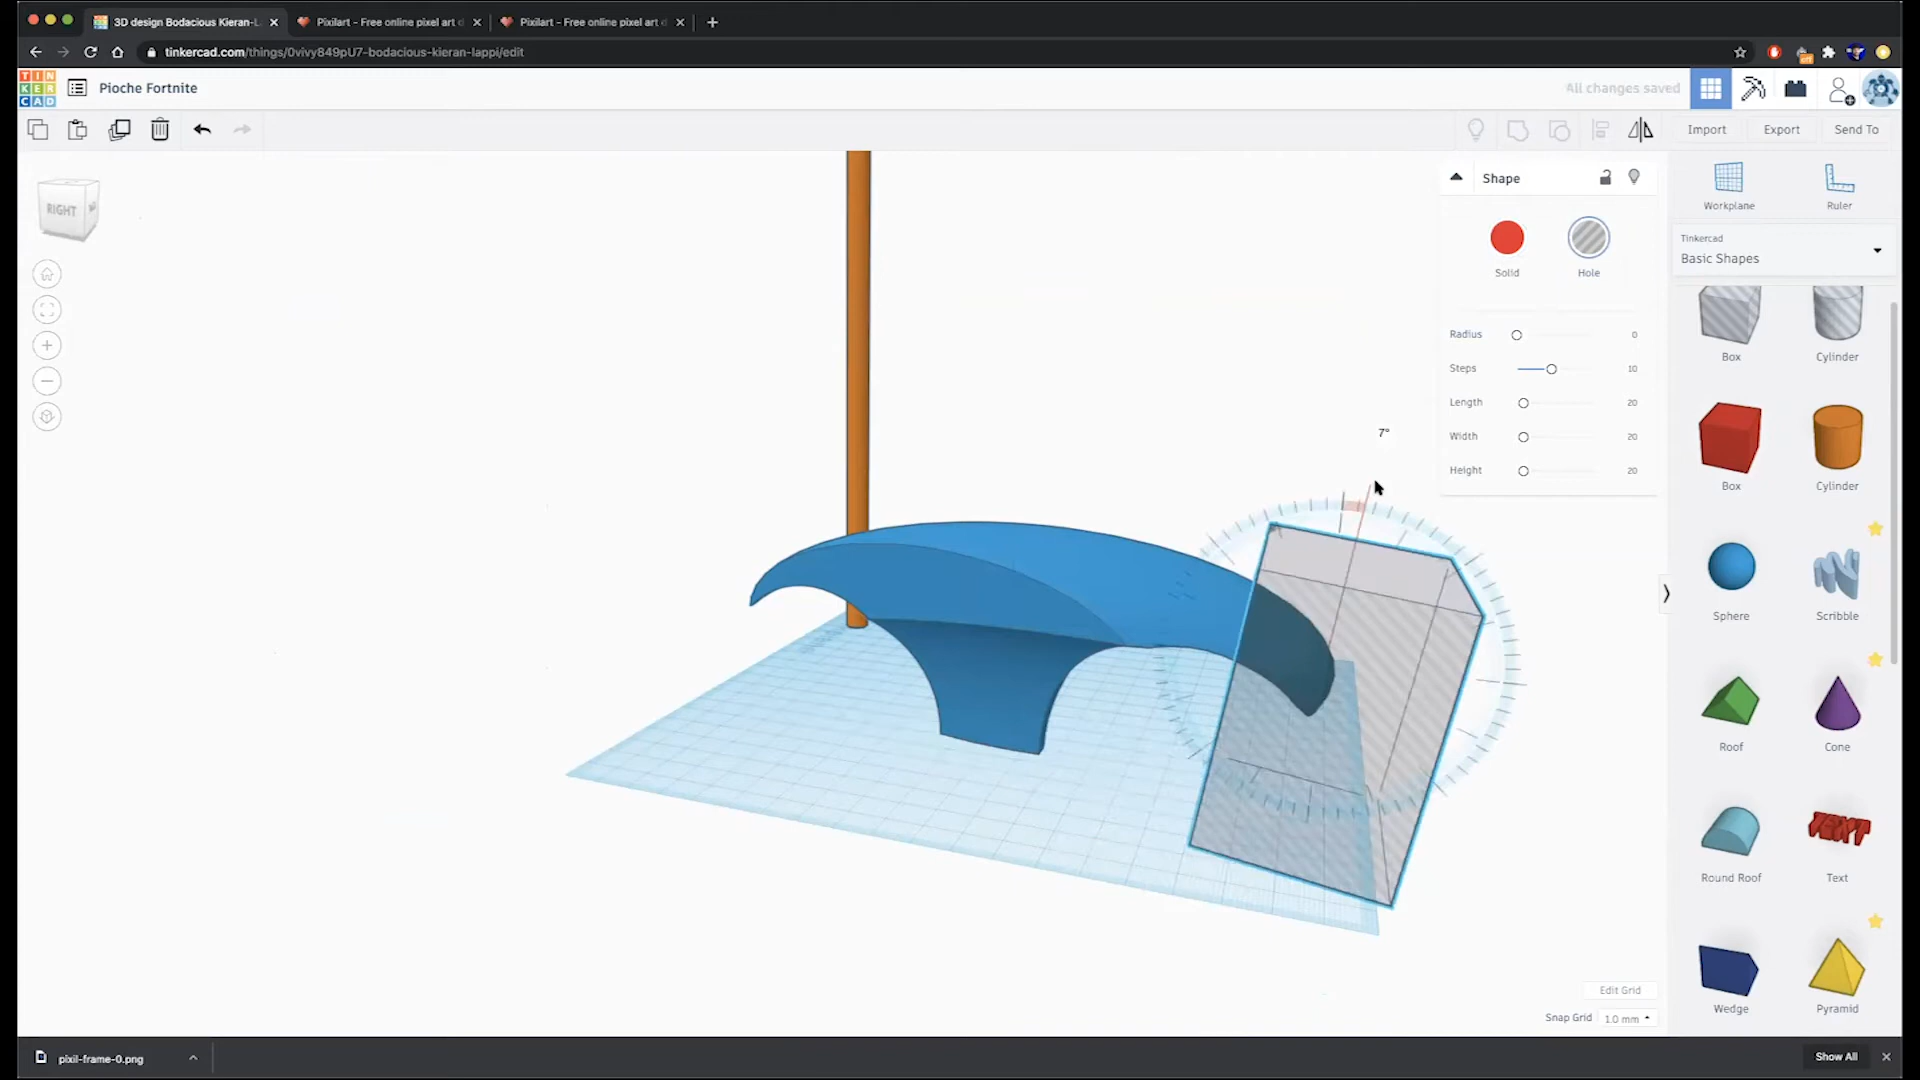 3D design Bodacious Kieran-L
Pixilart - Free online pixel art
Pixilart - Free online pixel art
tinkercad.com/things/0vivy849pU7-bodacious-kieran-lappi/edit
TIN
KER
CAD
Pioche Fortnite
All changes saved
Import
Export
Send To
RIGHT
Shape
Solid
Hole
Radius 0
Steps 10
Length 20
Width 20
Height 20
7°
Workplane
Ruler
Tinkercad
Basic Shapes
Box
Cylinder
Box
Cylinder
Sphere
Scribble
Roof
Cone
Round Roof
TEXT
Text
Wedge
Pyramid
Edit Grid
Snap Grid 1.0 mm
pixil-frame-0.png
Show All